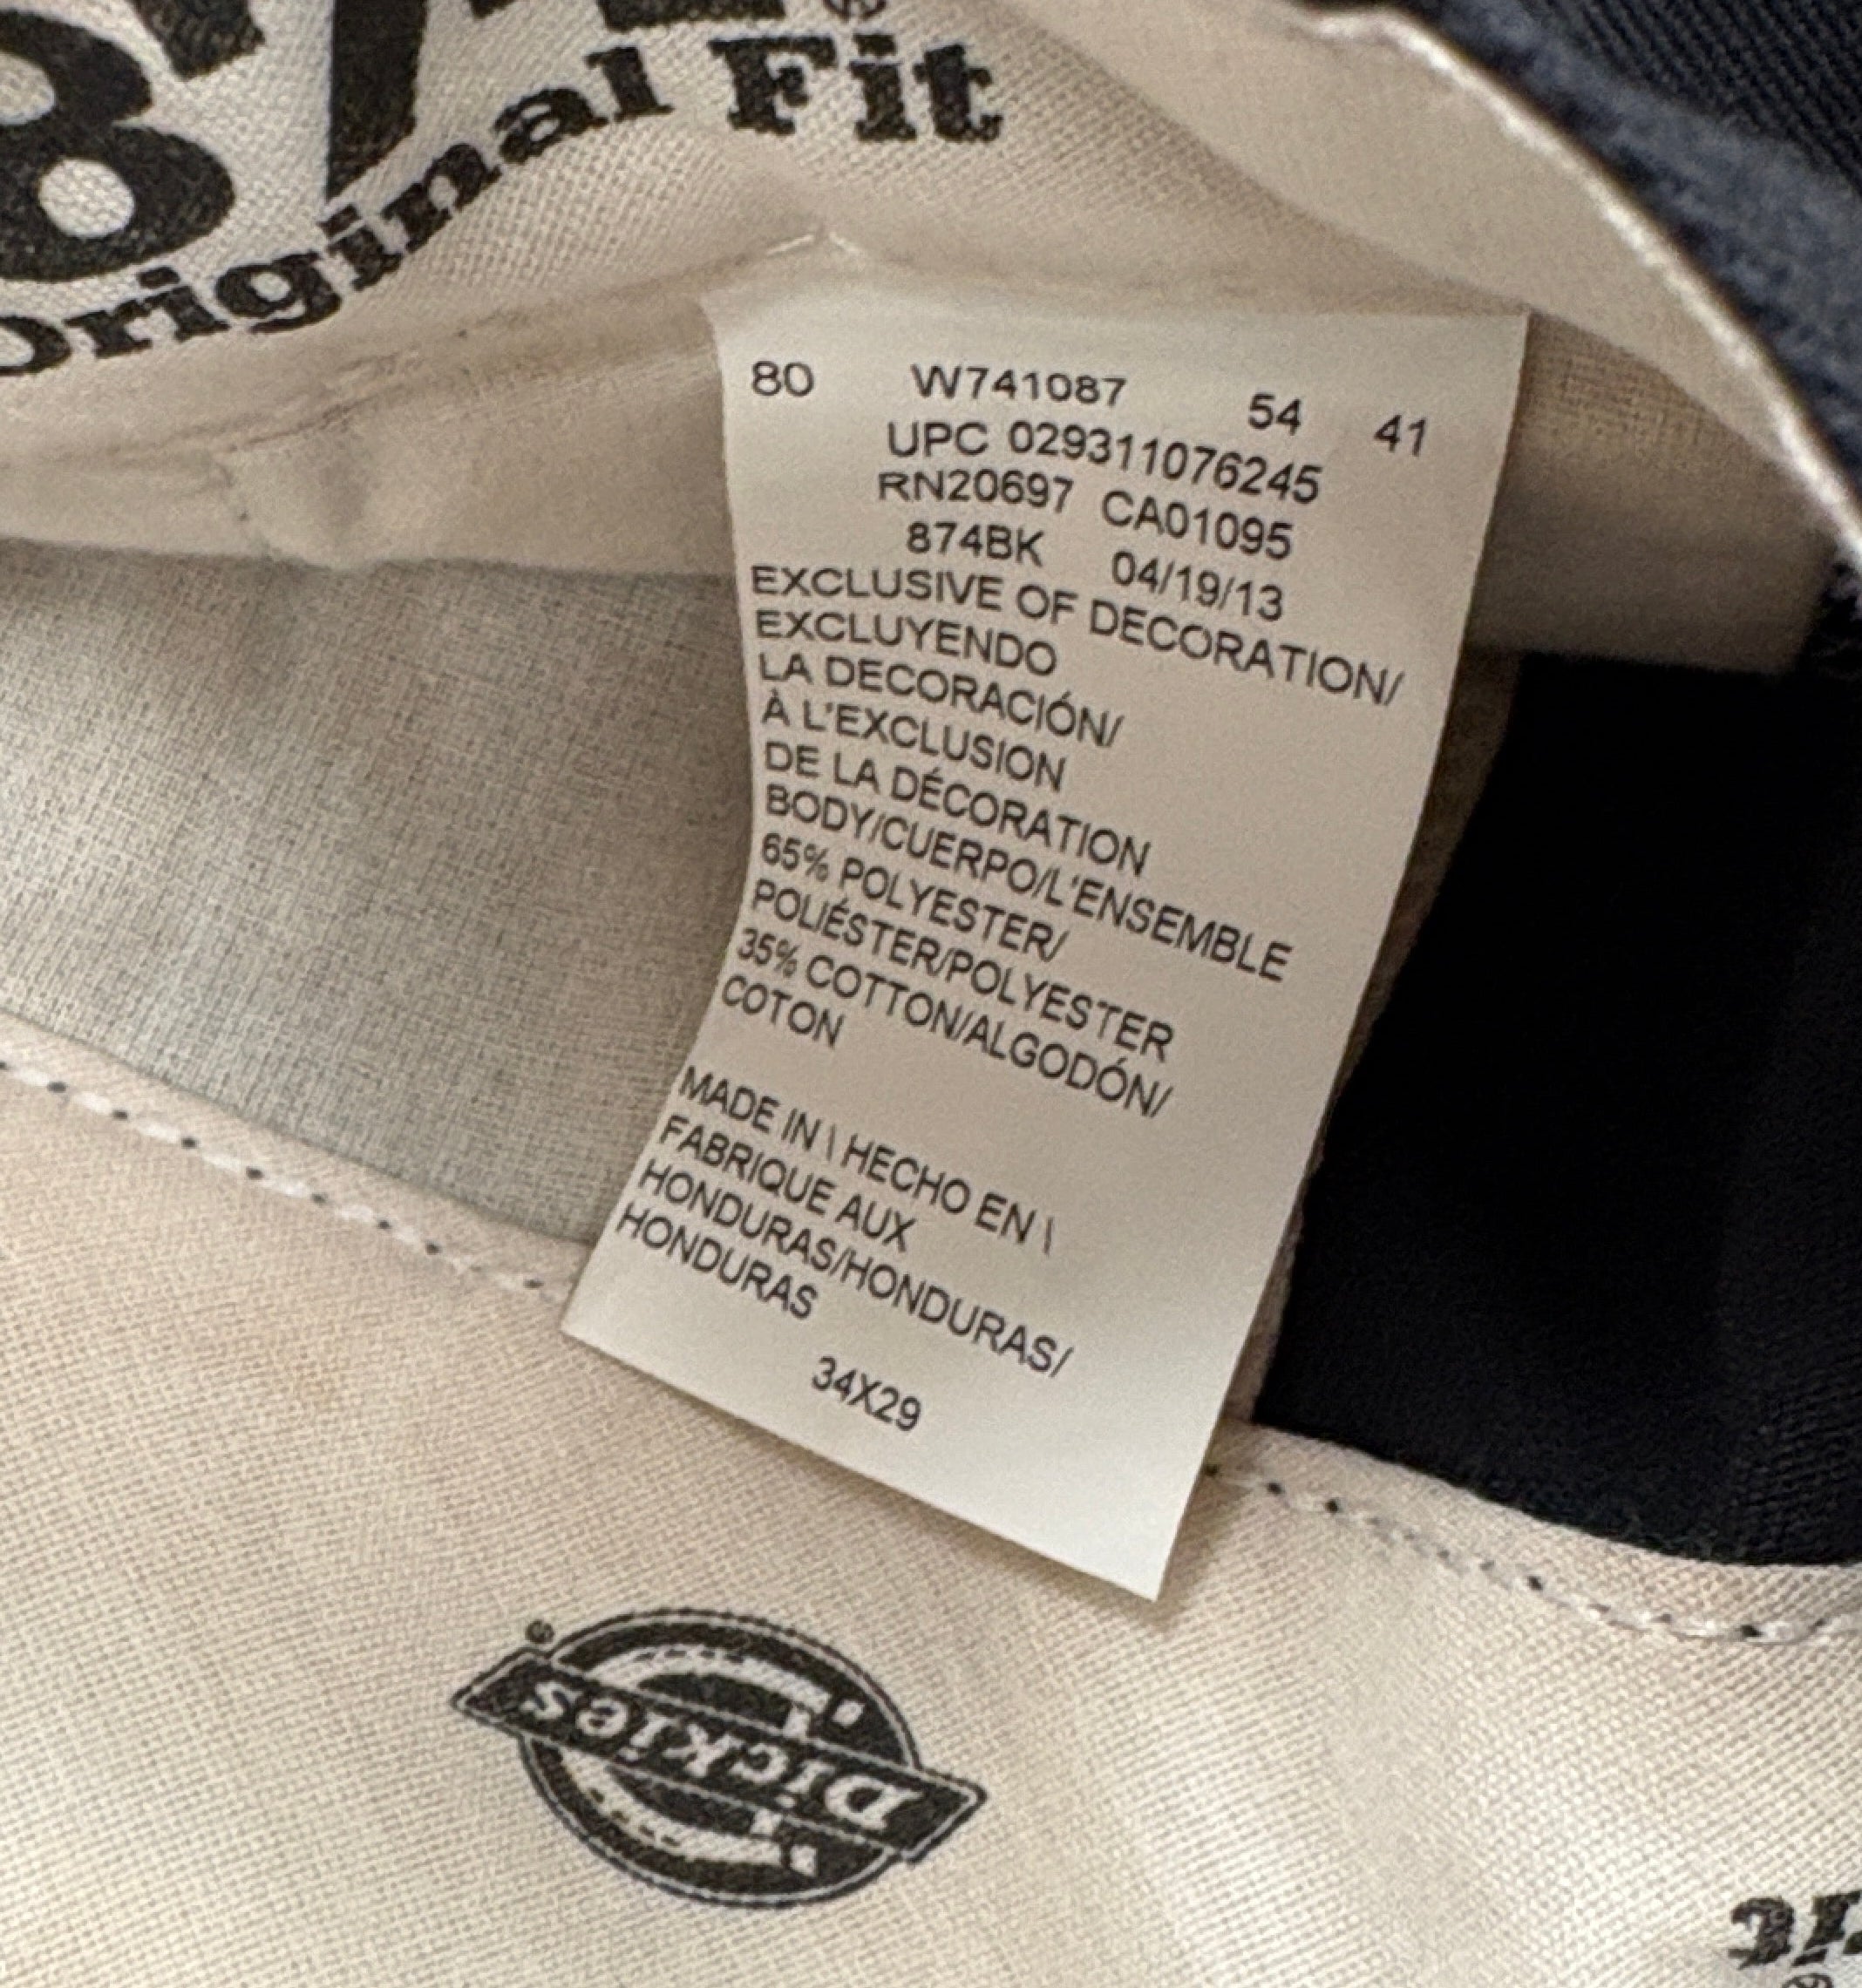 Original Fit
80 W741087 54 41
UPC 029311076245
RN20697 CA01095
874BK 04/19/13
EXCLUSIVE OF DECORATION/
EXCLUYENDO
LA DECORACIÓN/
À L'EXCLUSION
DE LA DÉCORATION
BODY/CUERPO/L'ENSEMBLE
65% POLYESTER/
POLIÉSTER/POLYESTER
35% COTTON/ALGODÓN/
COTON
MADE IN \ HECHO EN \
FABRIQUE AUX
HONDURAS/HONDURAS/
HONDURAS
34X29
Dickies